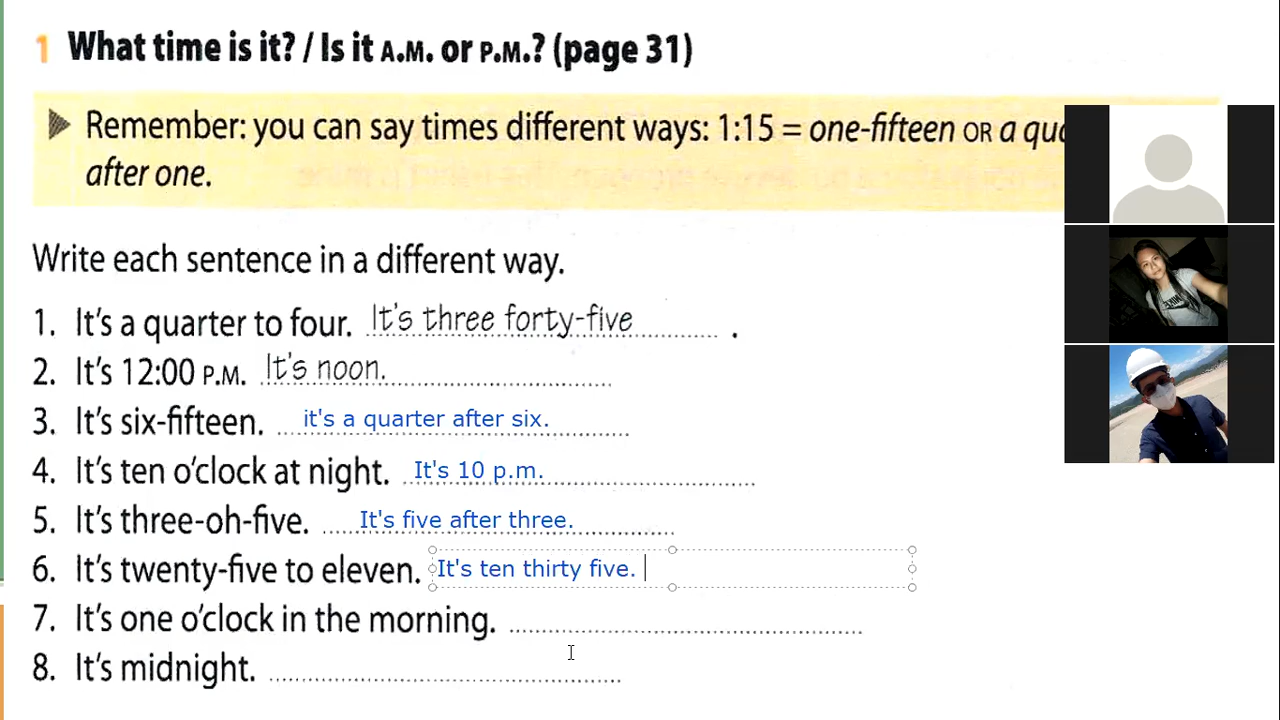 1 What time is it? / Is it A.M. or P.M.? (page 31)
Remember: you can say times different ways: 1:15 = one-fifteen OR a
after one.
Write each sentence in a different way.
1. It's a quarter to four. It's three forty-five .
2. It's 12:00 P.M. It's noon.
3. It's six-fifteen. it's a quarter after six.
4. It's ten o'clock at night. It's 10 p.m.
5. It's three-oh-five. It's five after three.
6. It's twenty-five to eleven. It's ten thirty five.
7. It's one o'clock in the morning.
8. It's midnight.